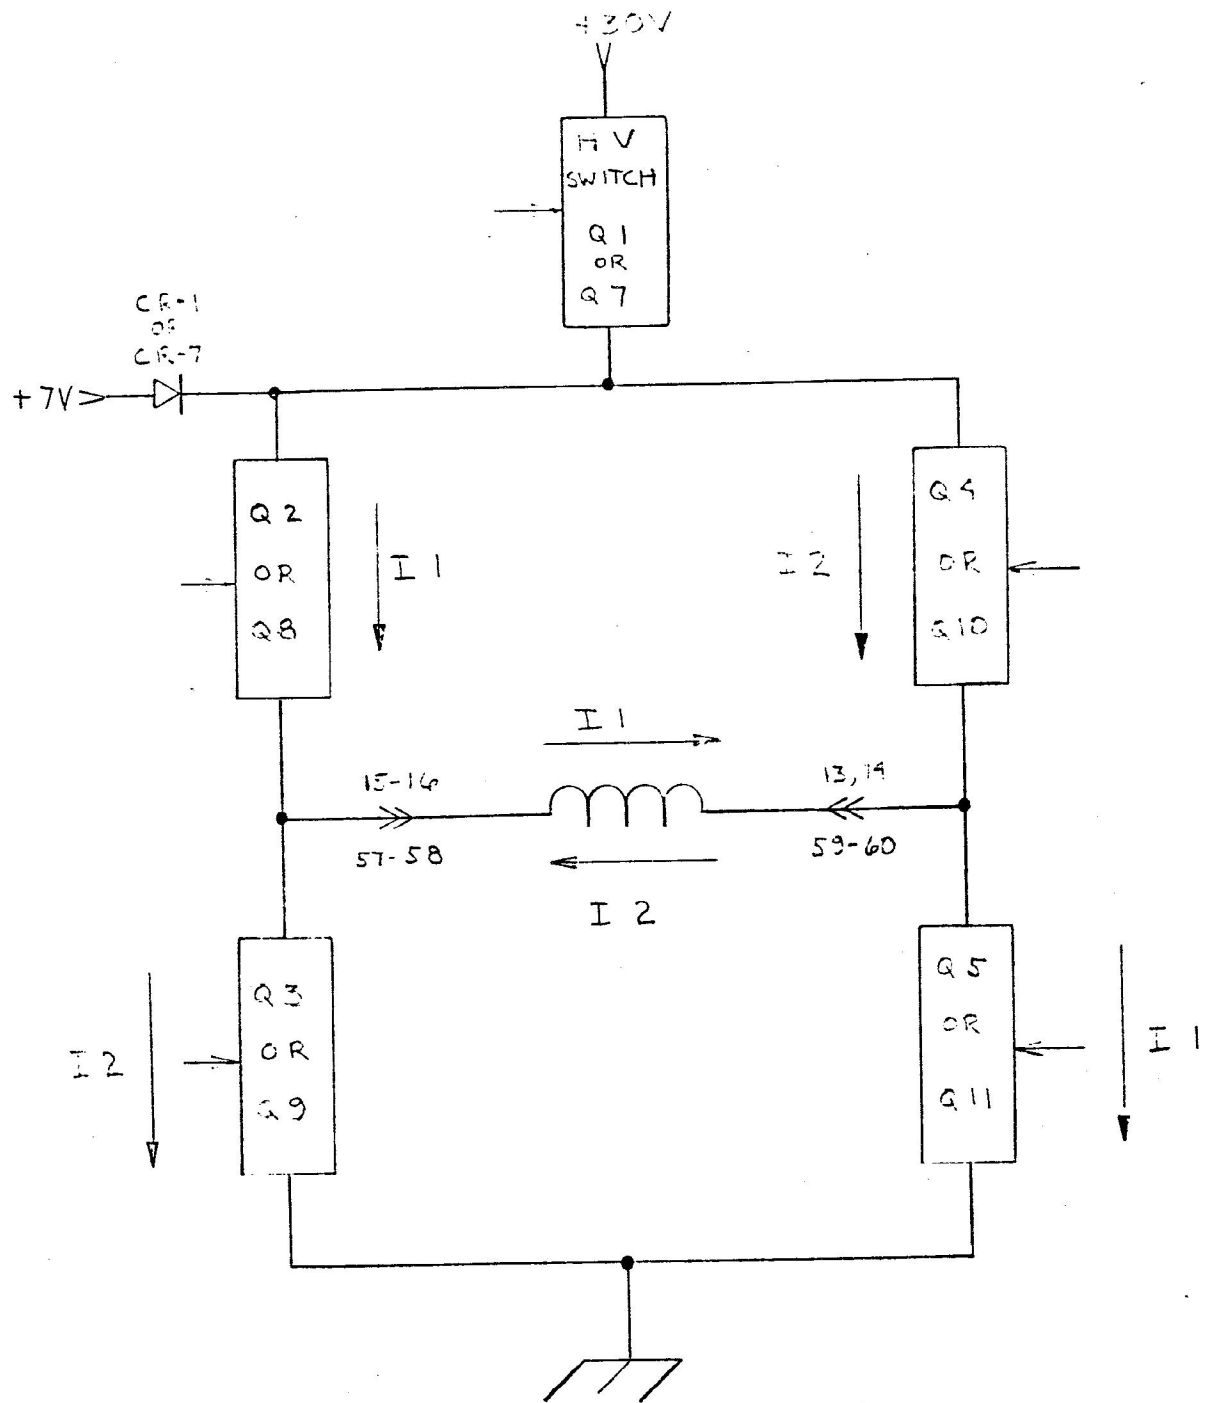 +30V
HV
SWITCH
Q1
OR
Q7
CR-1
OR
CR-7
+7V
Q2
OR
Q8
I1
I2
Q4
OR
Q10
I1
15-16
13,14
57-58
59-60
I2
Q3
OR
Q9
I2
Q5
OR
Q11
I1